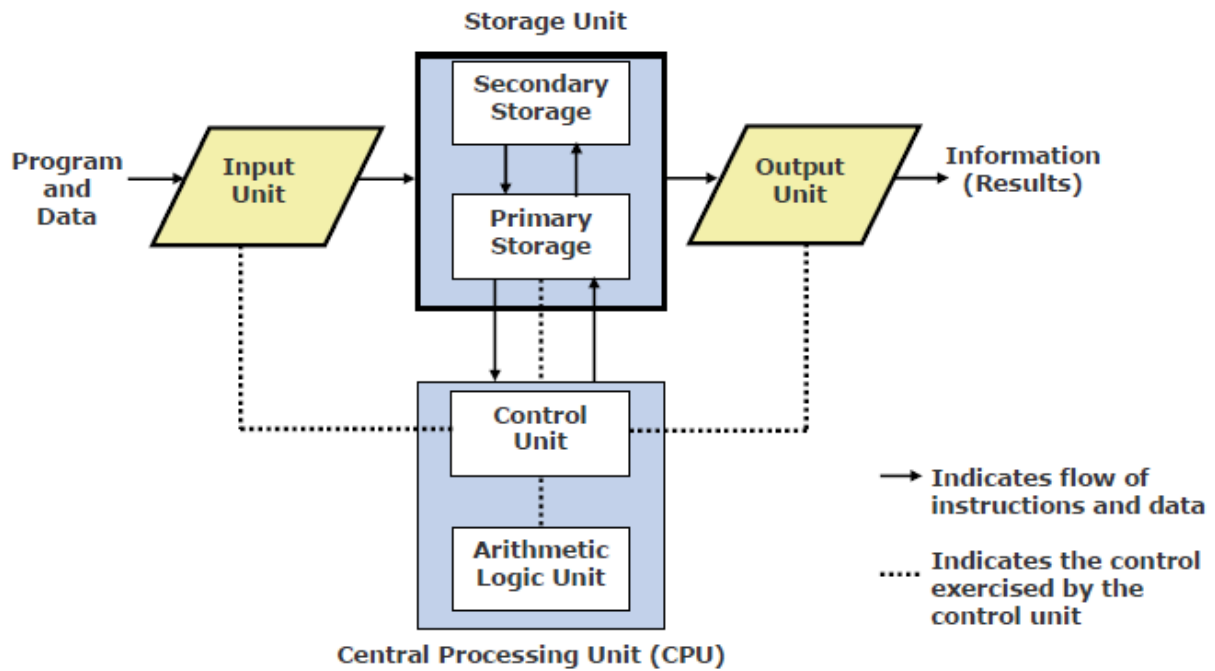 Storage Unit
Secondary
Storage
Program
and
Data
Input
Unit
Primary
Storage
Output
Unit
Information
(Results)
Control
Unit
Arithmetic
Logic Unit
Central Processing Unit (CPU)
Indicates flow of
instructions and data
Indicates the control
exercised by the
control unit